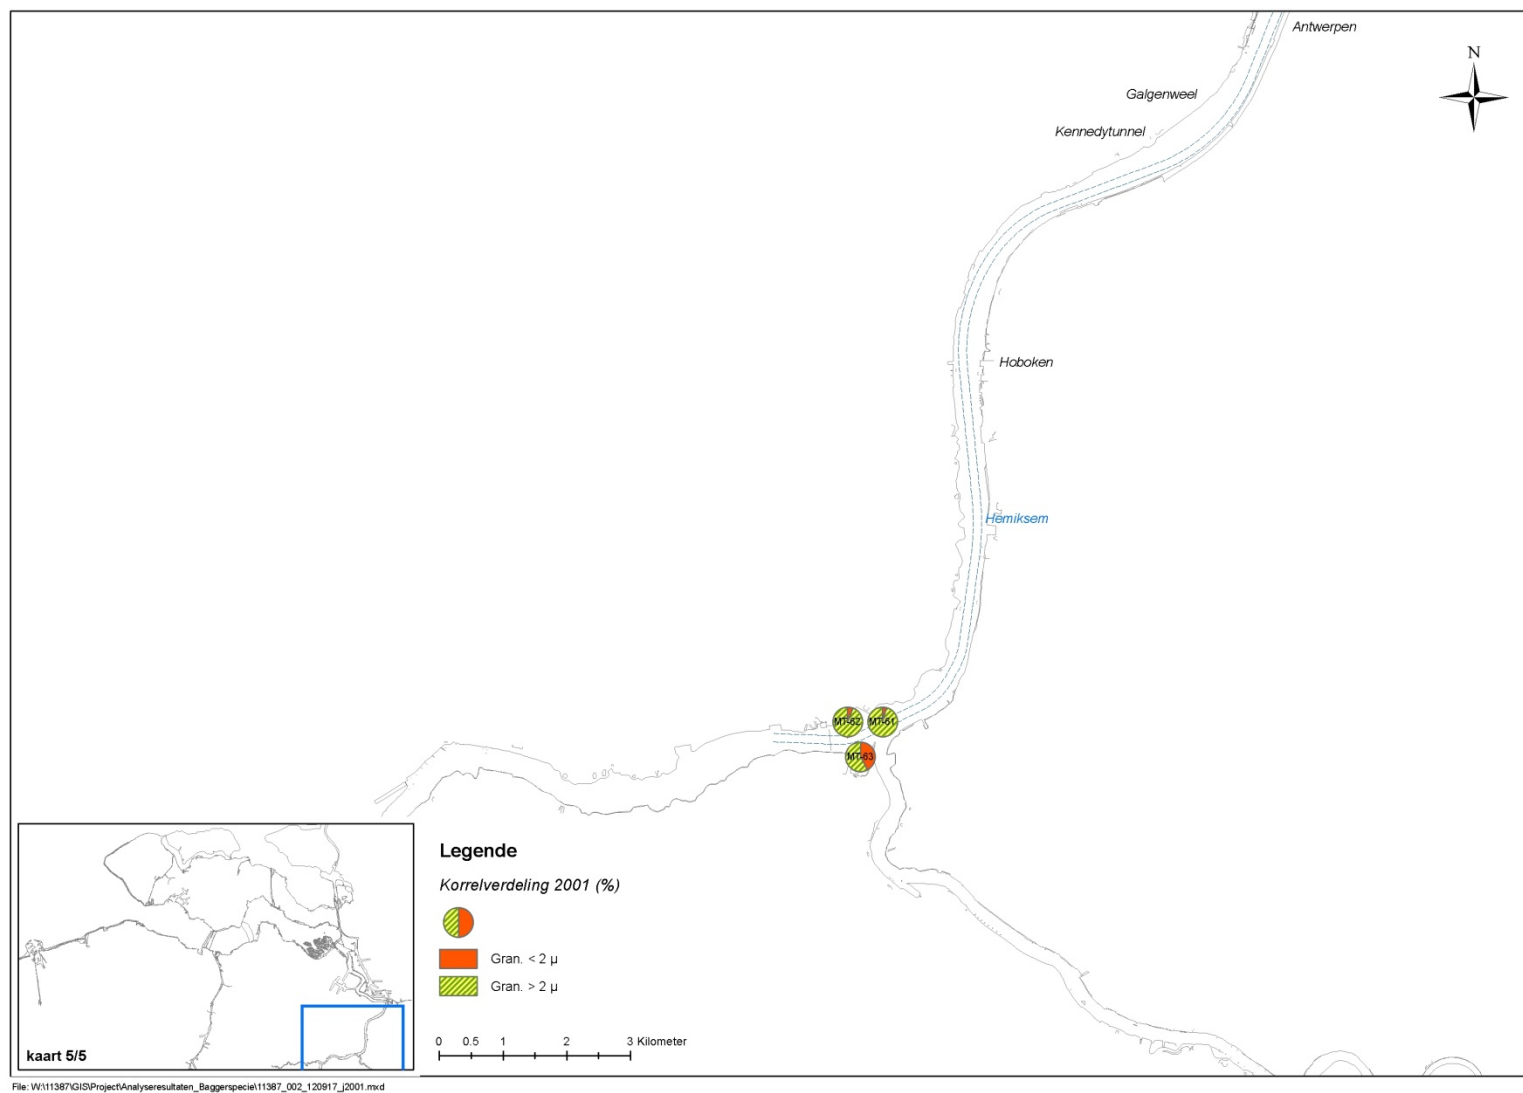 Antwerpen
N
Galgenweel
Kennedytunnel
Hoboken
Hemiksem
MT-62
MT-61
MT-63
Legende
Korrelverdeling 2001 (%)
Gran. < 2 µ
Gran. > 2 µ
0 0.5 1 2 3 Kilometer
kaart 5/5
File: W:\11387\GIS\Project\Analyseresultaten_Baggerspecie\11387_002_120917_j2001.mxd